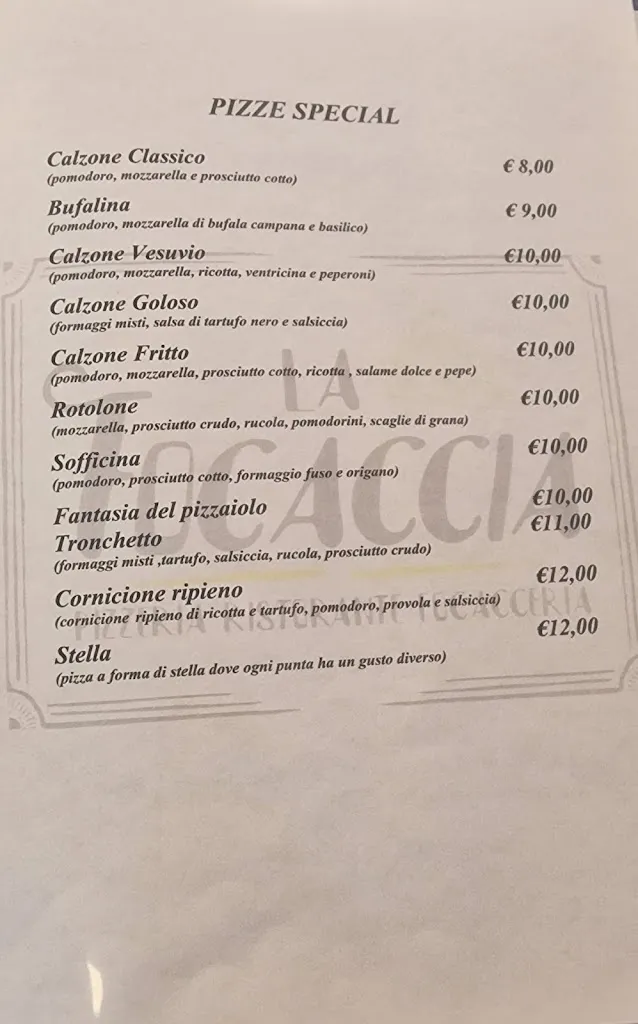 PIZZE SPECIAL
Calzone Classico € 8,00
(pomodoro, mozzarella e prosciutto cotto)
Bufalina € 9,00
(pomodoro, mozzarella di bufala campana e basilico)
Calzone Vesuvio €10,00
(pomodoro, mozzarella, ricotta, ventricina e peperoni)
Calzone Goloso €10,00
(formaggi misti, salsa di tartufo nero e salsiccia)
Calzone Fritto €10,00
(pomodoro, mozzarella, prosciutto cotto, ricotta , salame dolce e pepe)
Rotolone €10,00
(mozzarella, prosciutto crudo, rucola, pomodorini, scaglie di grana)
Sofficina €10,00
(pomodoro, prosciutto cotto, formaggio fuso e origano)
Fantasia del pizzaiolo €10,00
Tronchetto €11,00
(formaggi misti ,tartufo, salsiccia, rucola, prosciutto crudo)
Cornicione ripieno €12,00
(cornicione ripieno di ricotta e tartufo, pomodoro, provola e salsiccia)
Stella €12,00
(pizza a forma di stella dove ogni punta ha un gusto diverso)
LA
TOCACCIA
PIZZERIA RISTORANTE TOCACCERIA